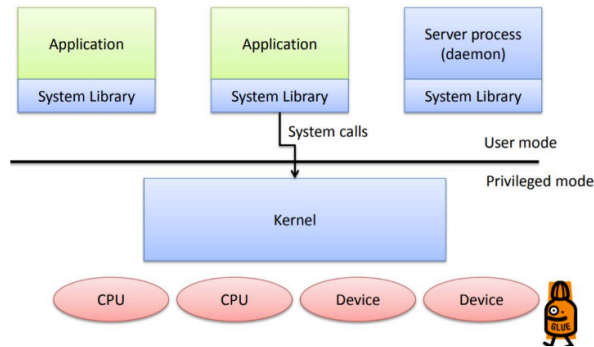 Application
Application
Server process
(daemon)
System Library
System Library
System Library
System calls
User mode
Privileged mode
Kernel
CPU
CPU
Device
Device
GLUE